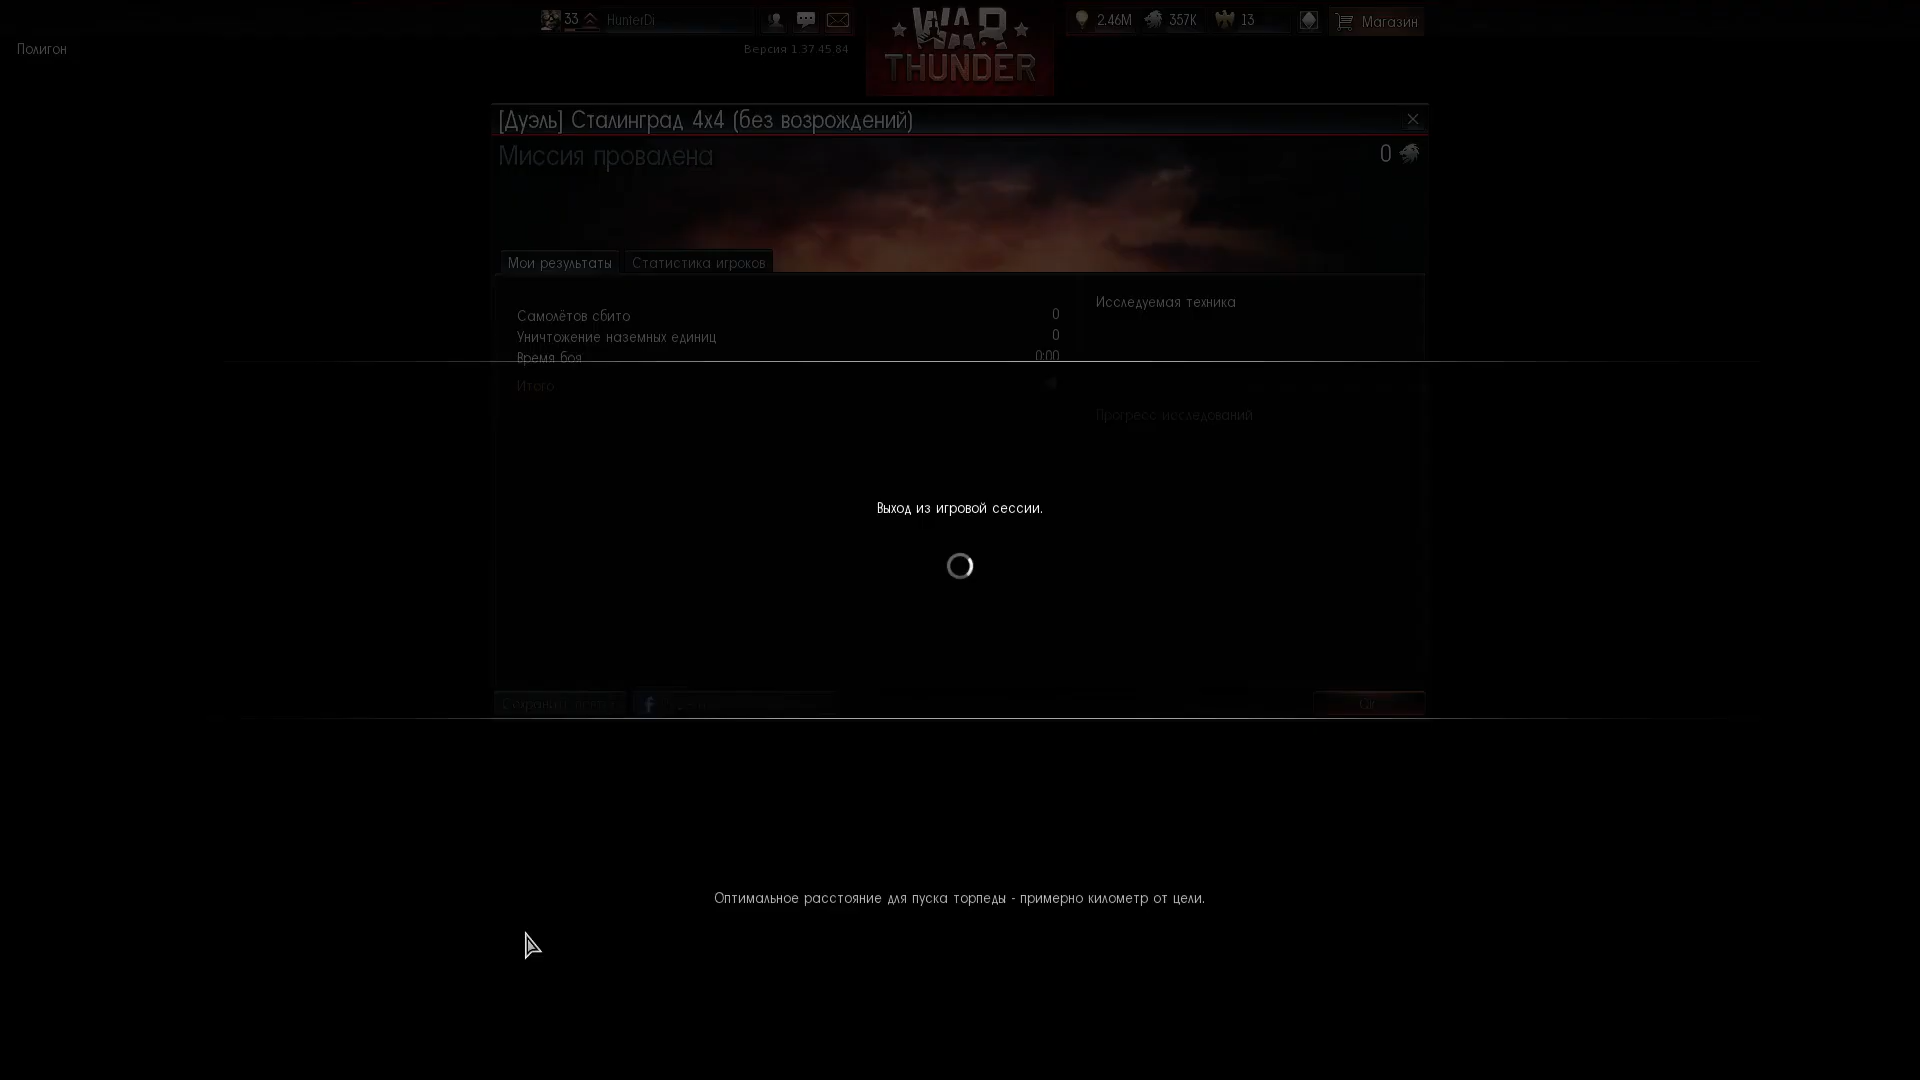 33 HunterDi
2,46M 357K 13 Магазин
WAR THUNDER
Полигон
Версия 1.37.45.84
[Дуэль] Сталинград 4x4 (без возрождений)
Миссия провалена 0
Мои результаты Статистика игроков
Самолётов сбито 0
Уничтожение наземных единиц 0
Время боя 0:00
Итого
Исследуемая техника
Прогресс исследований
Выход из игровой сессии.
Оптимальное расстояние для пуска торпеды - примерно километр от цели.